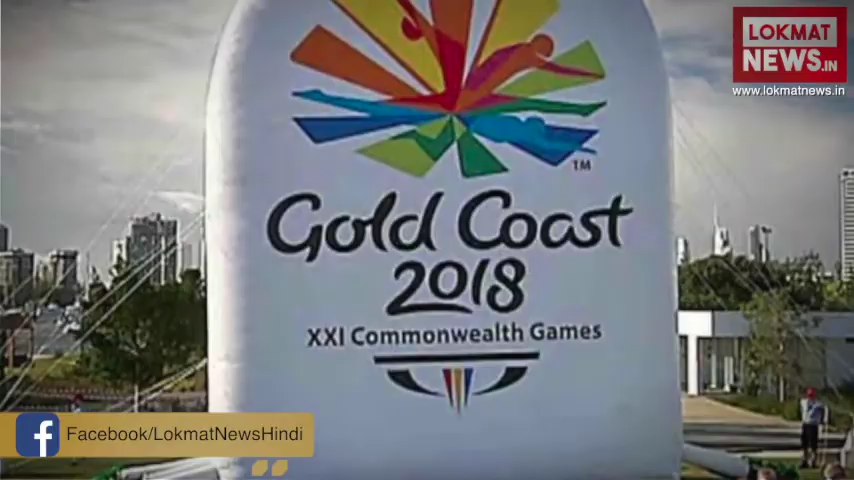 LOKMAT
NEWS.IN
www.lokmatnews.in
TM
Gold Coast
2018
XXI Commonwealth Games
f Facebook/LokmatNewsHindi